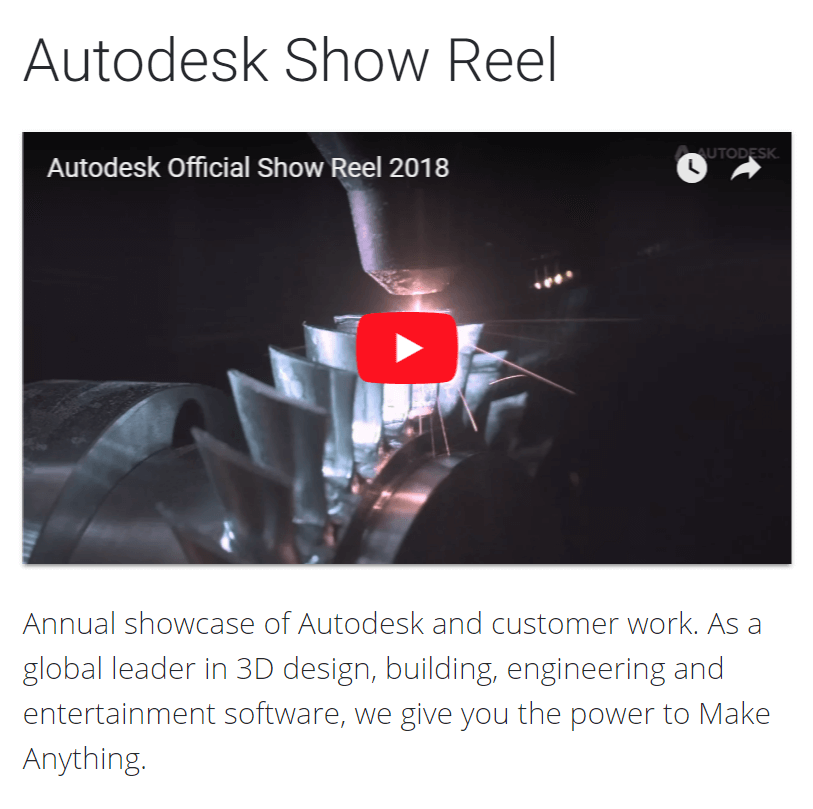 Autodesk Show Reel
Autodesk Official Show Reel 2018
AUTODESK.
Annual showcase of Autodesk and customer work. As a
global leader in 3D design, building, engineering and
entertainment software, we give you the power to Make
Anything.